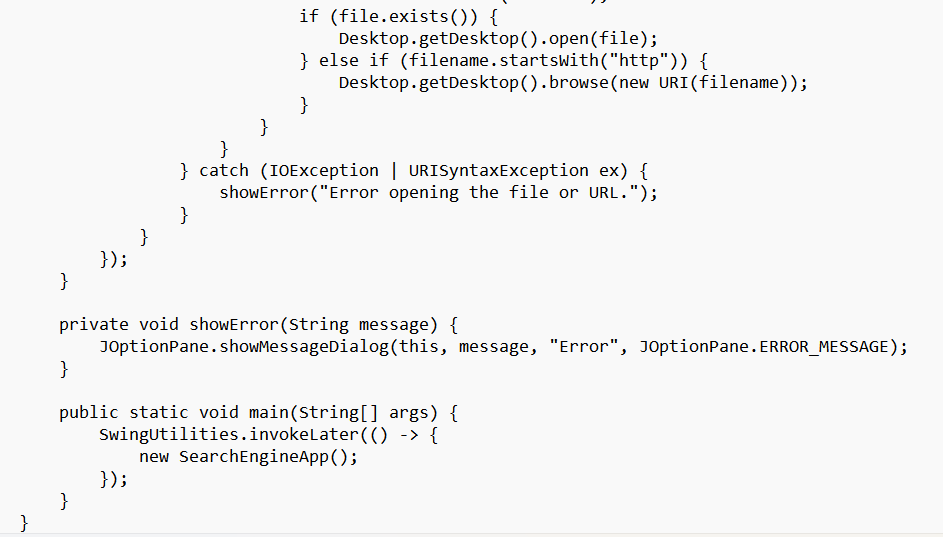 if (file.exists()) {
Desktop.getDesktop().open(file);
} else if (filename.startsWith("http")) {
Desktop.getDesktop().browse(new URI(filename));
}
}
}
} catch (IOException | URISyntaxException ex) {
showError("Error opening the file or URL.");
}
}
});
}
private void showError(String message) {
JOptionPane.showMessageDialog(this, message, "Error", JOptionPane.ERROR_MESSAGE);
}
public static void main(String[] args) {
SwingUtilities.invokeLater(() -> {
new SearchEngineApp();
});
}
}